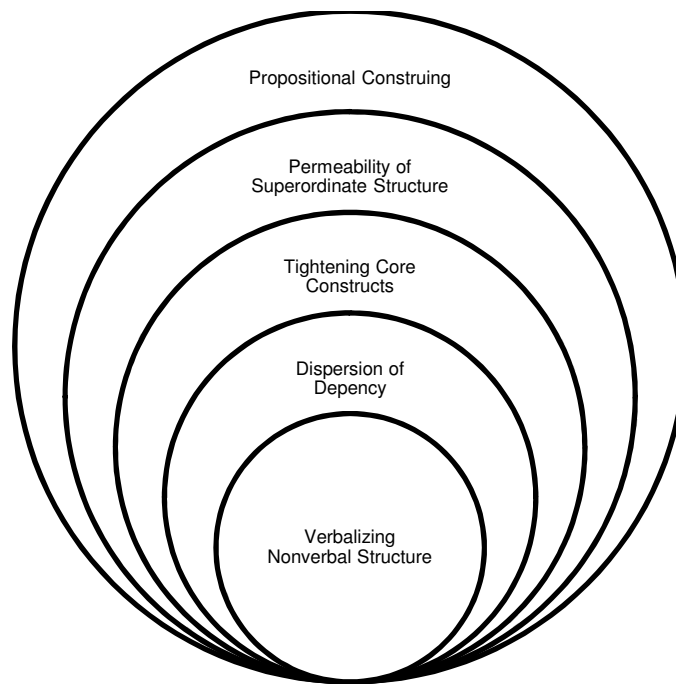 Propositional Construing
Permeability of
Superordinate Structure
Tightening Core
Constructs
Dispersion of
Depency
Verbalizing
Nonverbal Structure